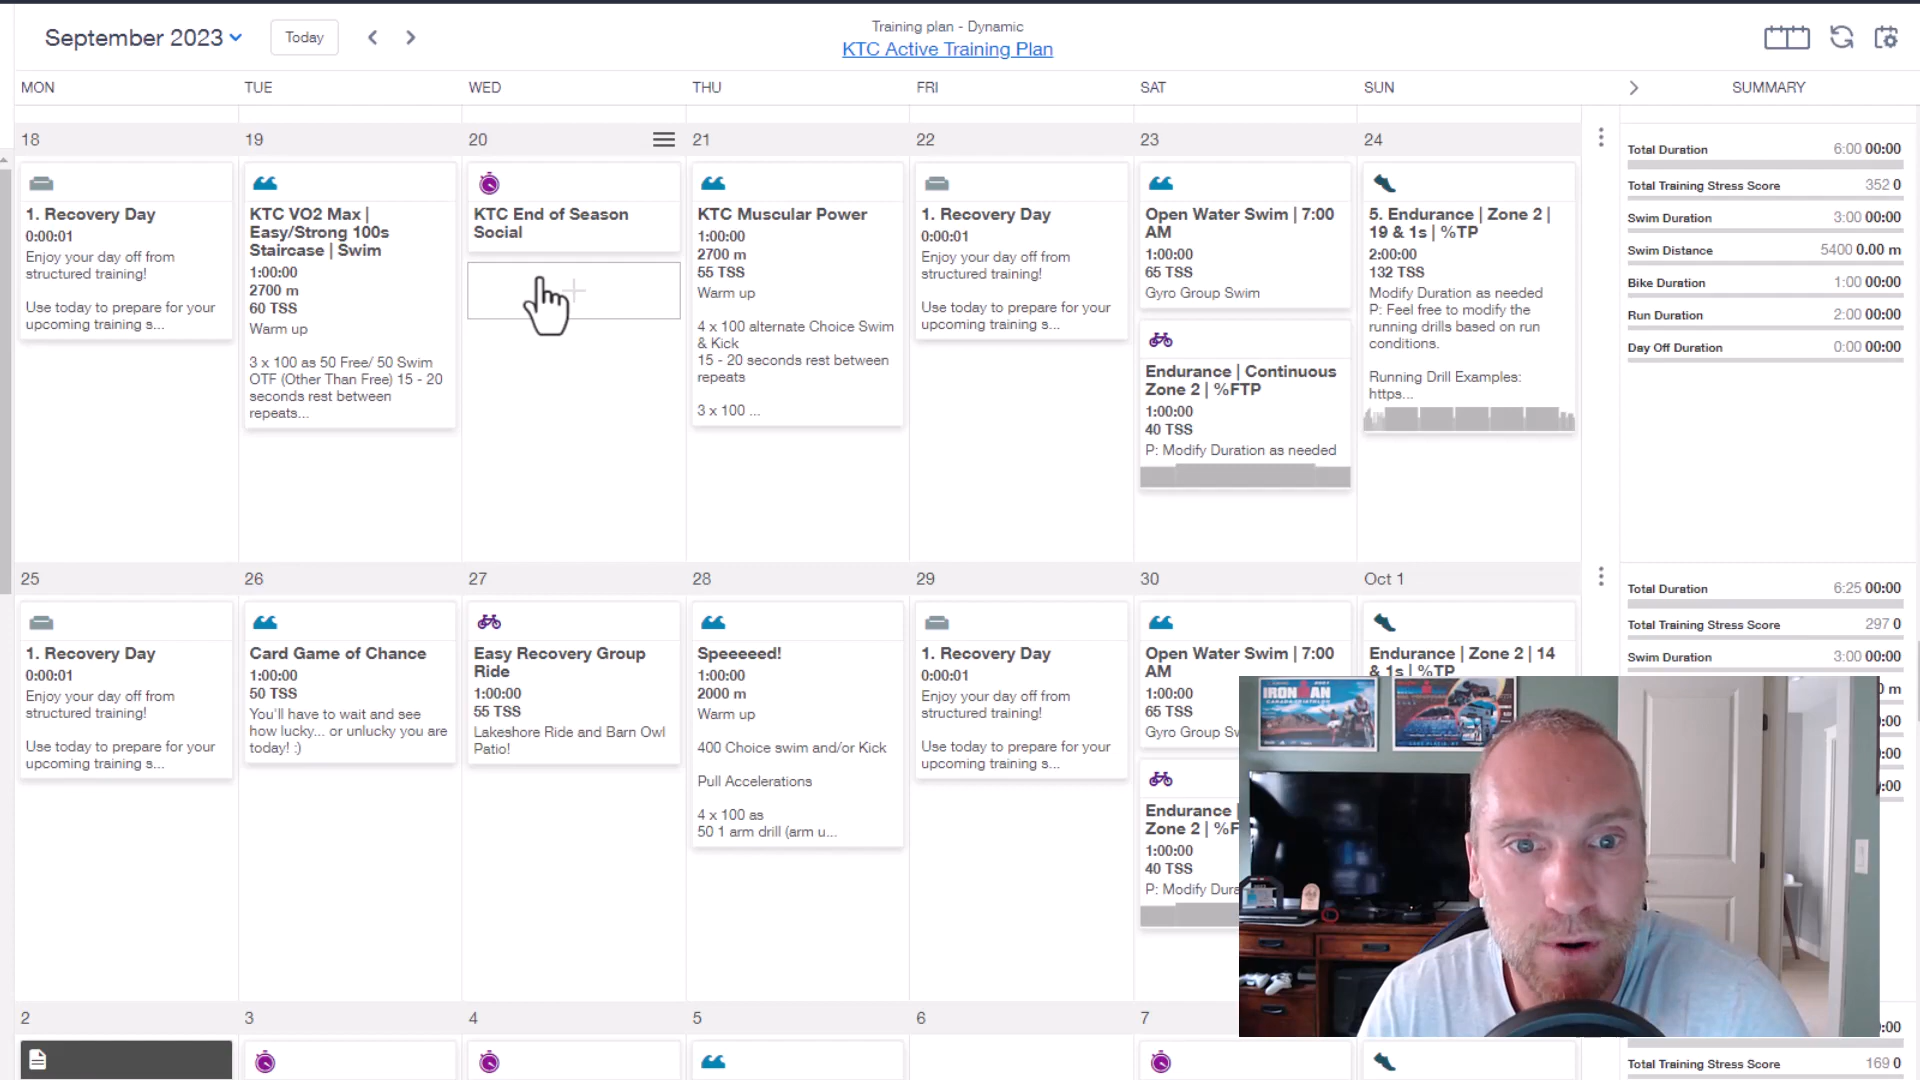 September 2023
Today
Training plan - Dynamic
KTC Active Training Plan
MON
TUE
WED
THU
FRI
SAT
SUN
SUMMARY
18
19
20
21
22
23
24
1. Recovery Day
0:00:01
Enjoy your day off from
structured training!
Use today to prepare for your
upcoming training s...
KTC VO2 Max |
Easy/Strong 100s
Staircase | Swim
1:00:00
2700 m
60 TSS
Warm up
3 x 100 as 50 Free/ 50 Swim
OTF (Other Than Free) 15 - 20
seconds rest between
repeats...
KTC End of Season
Social
KTC Muscular Power
1:00:00
2700 m
55 TSS
Warm up
4 x 100 alternate Choice Swim
& Kick
15 - 20 seconds rest between
repeats
3 x 100 ...
1. Recovery Day
0:00:01
Enjoy your day off from
structured training!
Use today to prepare for your
upcoming training s...
Open Water Swim | 7:00
AM
1:00:00
65 TSS
Gyro Group Swim
Endurance | Continuous
Zone 2 | %FTP
1:00:00
40 TSS
P: Modify Duration as needed
5. Endurance | Zone 2 |
19 & 1s | %TP
2:00:00
132 TSS
Modify Duration as needed
P: Feel free to modify the
running drills based on run
conditions.
Running Drill Examples:
https...
Total Duration 6:00 00:00
Total Training Stress Score 352 0
Swim Duration 3:00 00:00
Swim Distance 5400 0.00 m
Bike Duration 1:00 00:00
Run Duration 2:00 00:00
Day Off Duration 0:00 00:00
25
26
27
28
29
30
Oct 1
1. Recovery Day
0:00:01
Enjoy your day off from
structured training!
Use today to prepare for your
upcoming training s...
Card Game of Chance
1:00:00
50 TSS
You'll have to wait and see
how lucky... or unlucky you are
today! :)
Easy Recovery Group
Ride
1:00:00
55 TSS
Lakeshore Ride and Barn Owl
Patio!
Speeeeed!
1:00:00
2000 m
Warm up
400 Choice swim and/or Kick
Pull Accelerations
4 x 100 as
50 1 arm drill (arm u...
1. Recovery Day
0:00:01
Enjoy your day off from
structured training!
Use today to prepare for your
upcoming training s...
Open Water Swim | 7:00
AM
1:00:00
65 TSS
Gyro Group Sw
Endurance |
Zone 2 | %F
1:00:00
40 TSS
P: Modify Dura
Endurance | Zone 2 | 14
& 1s | %TP
Total Duration 6:25 00:00
Total Training Stress Score 297 0
Swim Duration 3:00 00:00
m
:00
:00
:00
IRONMAN
2
3
4
5
6
7
:00
Total Training Stress Score 169 0